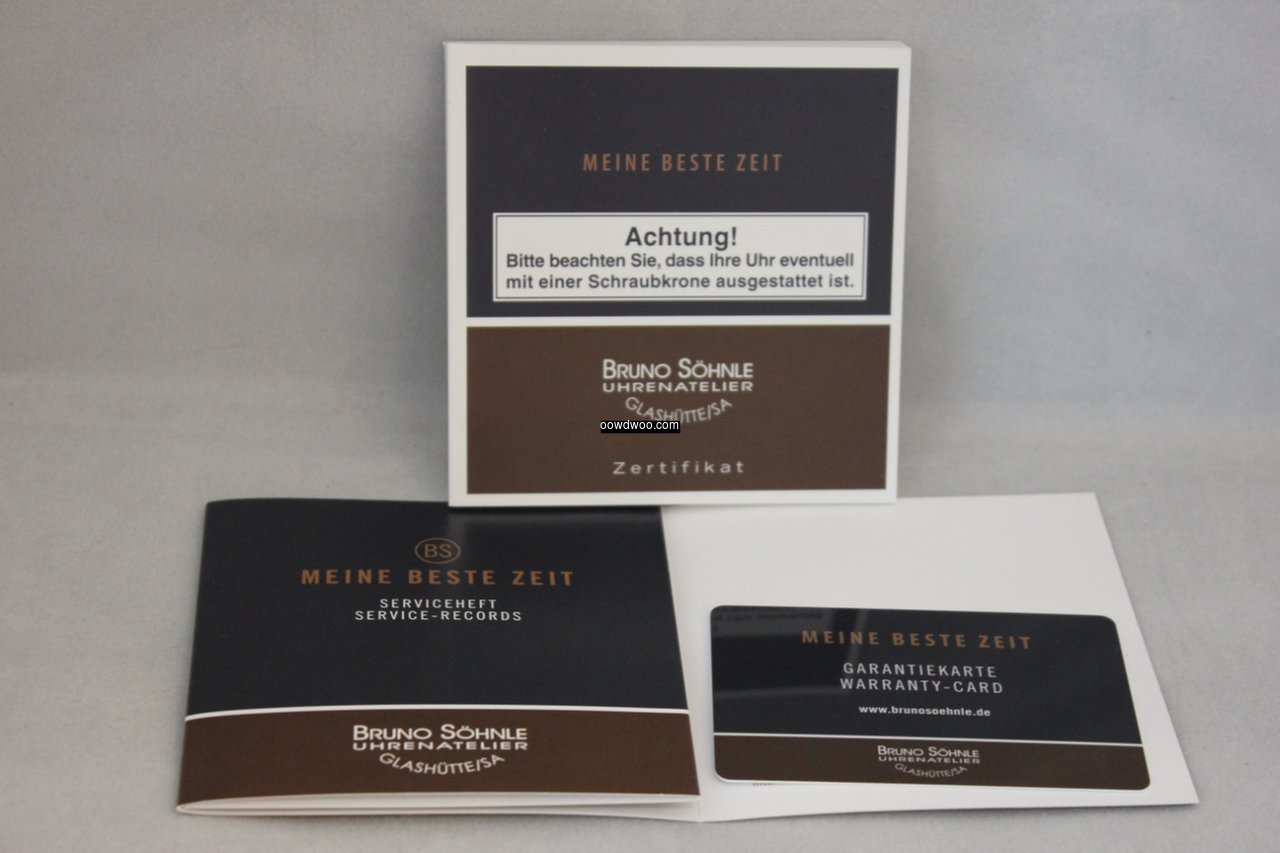 MEINE BESTE ZEIT
Achtung!
Bitte beachten Sie, dass Ihre Uhr eventuell
mit einer Schraubkrone ausgestattet ist.
BRUNO SÖHNLE
UHRENATELIER
GLASHÜTTE/SA
oowdwoo.com
Zertifikat
BS
MEINE BESTE ZEIT
SERVICEHEFT
SERVICE-RECORDS
BRUNO SÖHNLE
UHRENATELIER
GLASHÜTTE/SA
MEINE BESTE ZEIT
GARANTIEKARTE
WARRANTY-CARD
www.brunosoehnle.de
BRUNO SÖHNLE
UHRENATELIER
GLASHÜTTE/SA